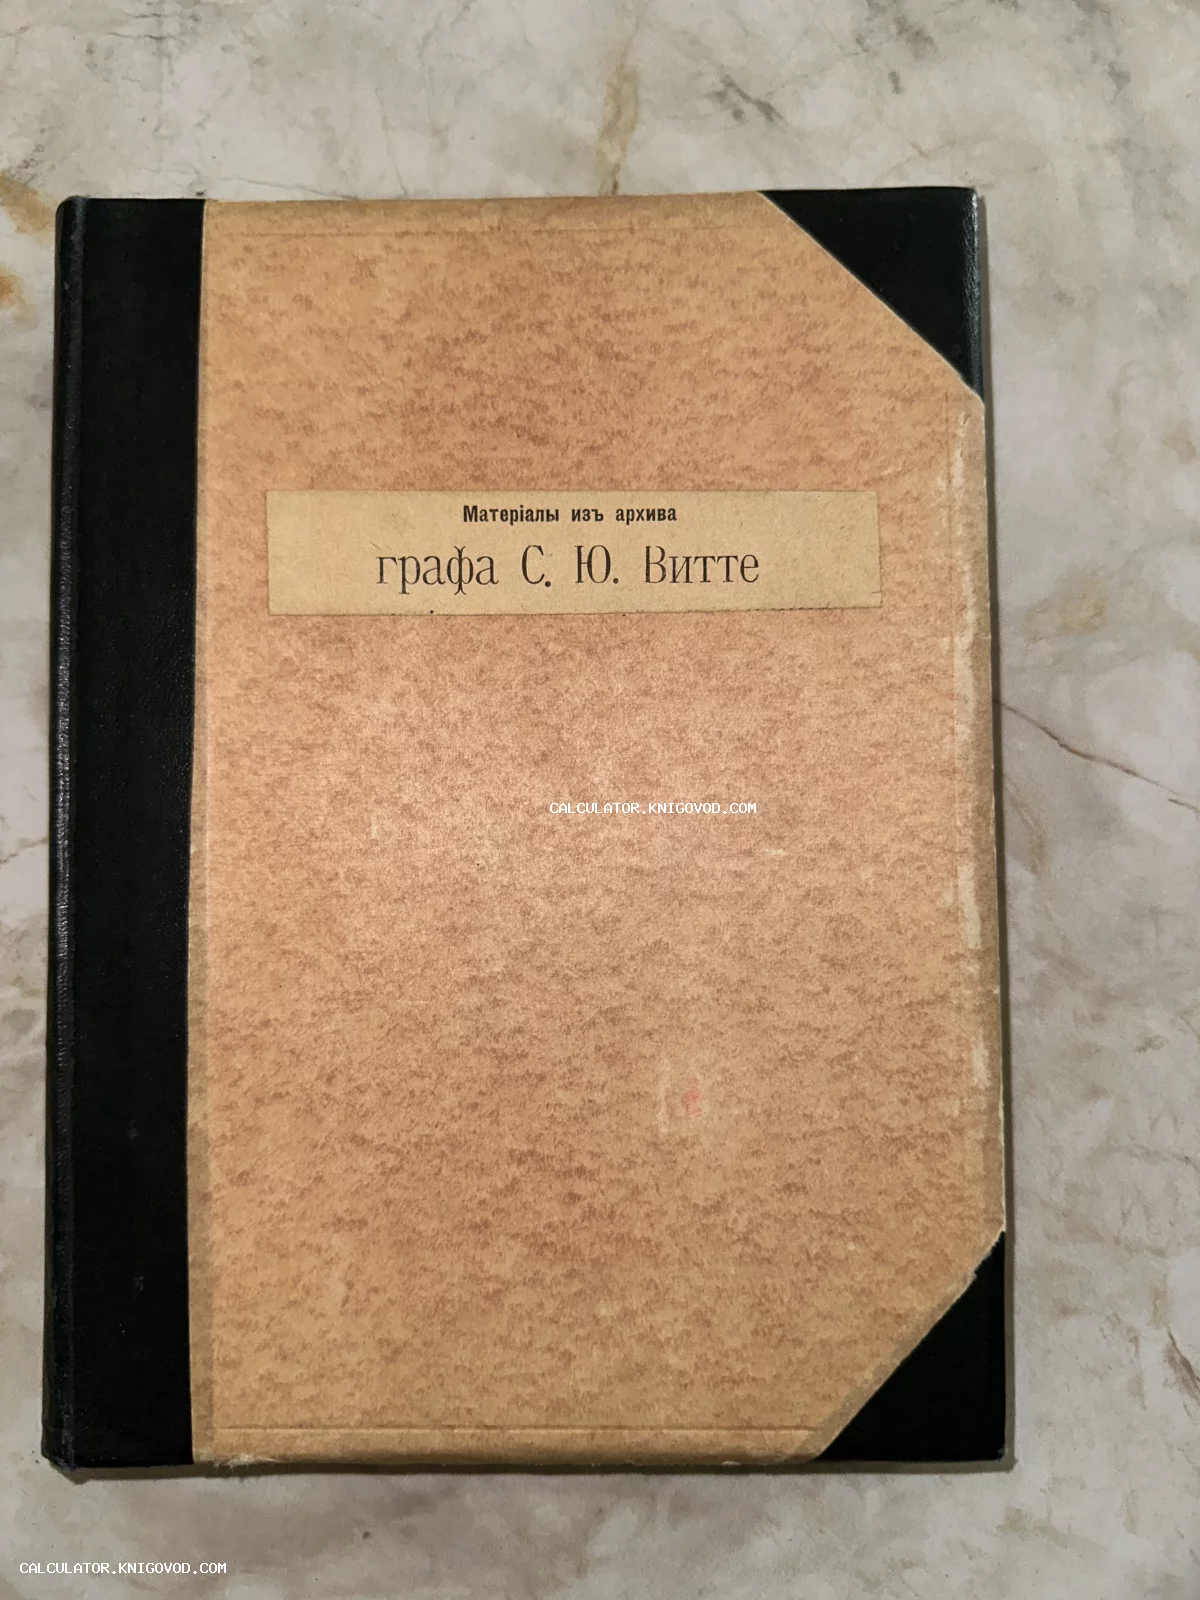 Матеріалы изъ архива
графа С. Ю. Витте
CALCULATOR.KNIGOVOD.COM
CALCULATOR.KNIGOVOD.COM